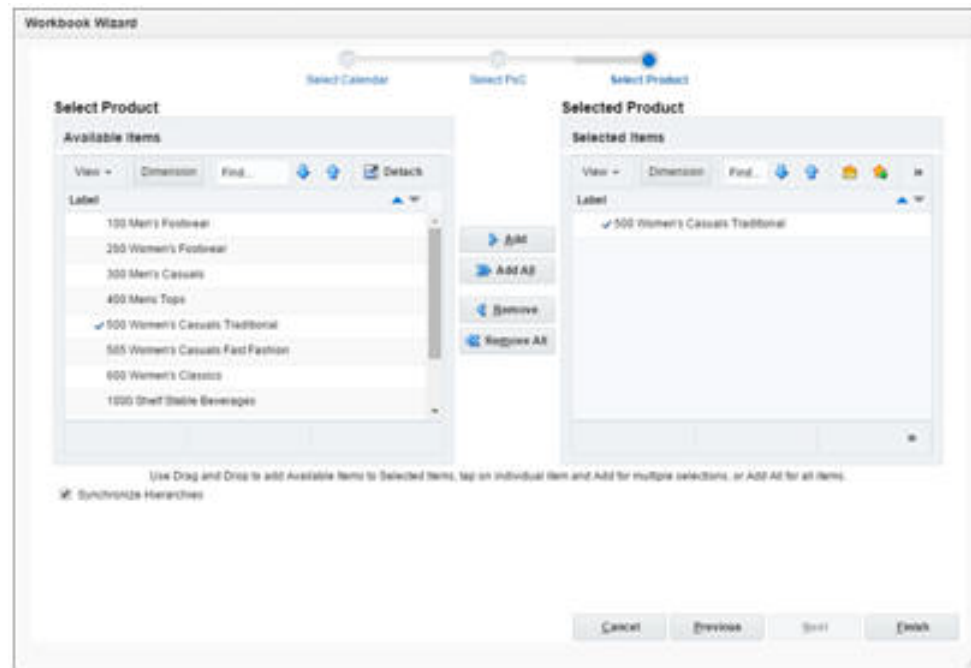 Workbook Wizard
Select Calendar Select PoC Select Product
Select Product
Available Items
View Dimension Find... Detach
Label
100 Men's Footwear
250 Women's Footwear
300 Men's Casuals
400 Mens Tops
500 Women's Casuals Traditional
505 Women's Casuals Fast Fashion
600 Women's Classics
1000 Shelf Stable Beverages
Add
Add All
Remove
Remove All
Selected Product
Selected Items
View Dimension Find... »
Label
500 Women's Casuals Traditional
»
Use Drag and Drop to add Available Items to Selected Items, tap on individual item and Add for multiple selections, or Add All for all items.
Synchronize Hierarchies
Cancel Previous Next Finish